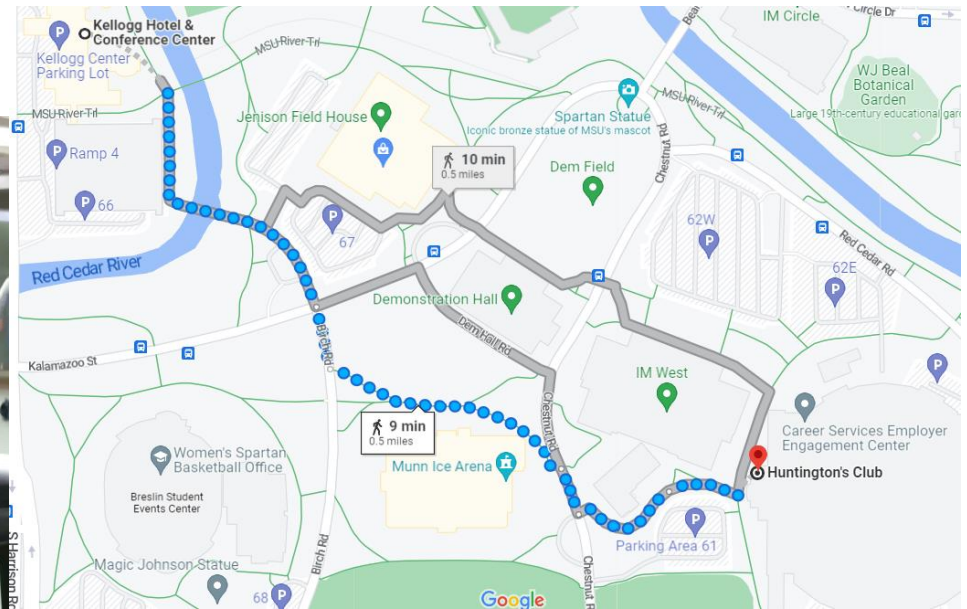 Kellogg Hotel &
Conference Center
P
Kellogg Center
Parking Lot
MSU-River-Trl
IM Circle
Circle Dr
WJ Beal
Botanical
Garden
Large 19th-century educational gard
MSU-River-Trl
Jenison Field House
Spartan Statue
Iconic bronze statue of MSU's mascot
MSU-River-Trl
Chestnut Rd
P Ramp 4
10 min
0.5 miles
Dem Field
P 66
P
67
62W
P
Red Cedar Rd
62E
P
Red Cedar River
Demonstration Hall
Dem Hall Rd
Birch Rd
Kalamazoo St
IM West
P
Chestnut Rd
9 min
0.5 miles
Career Services Employer
Engagement Center
Women's Spartan
Basketball Office
Munn Ice Arena
Huntington's Club
Breslin Student
Events Center
P
Parking Area 61
S Harrison Rd
Birch Rd
Magic Johnson Statue
Chestnut R
68 P
Google